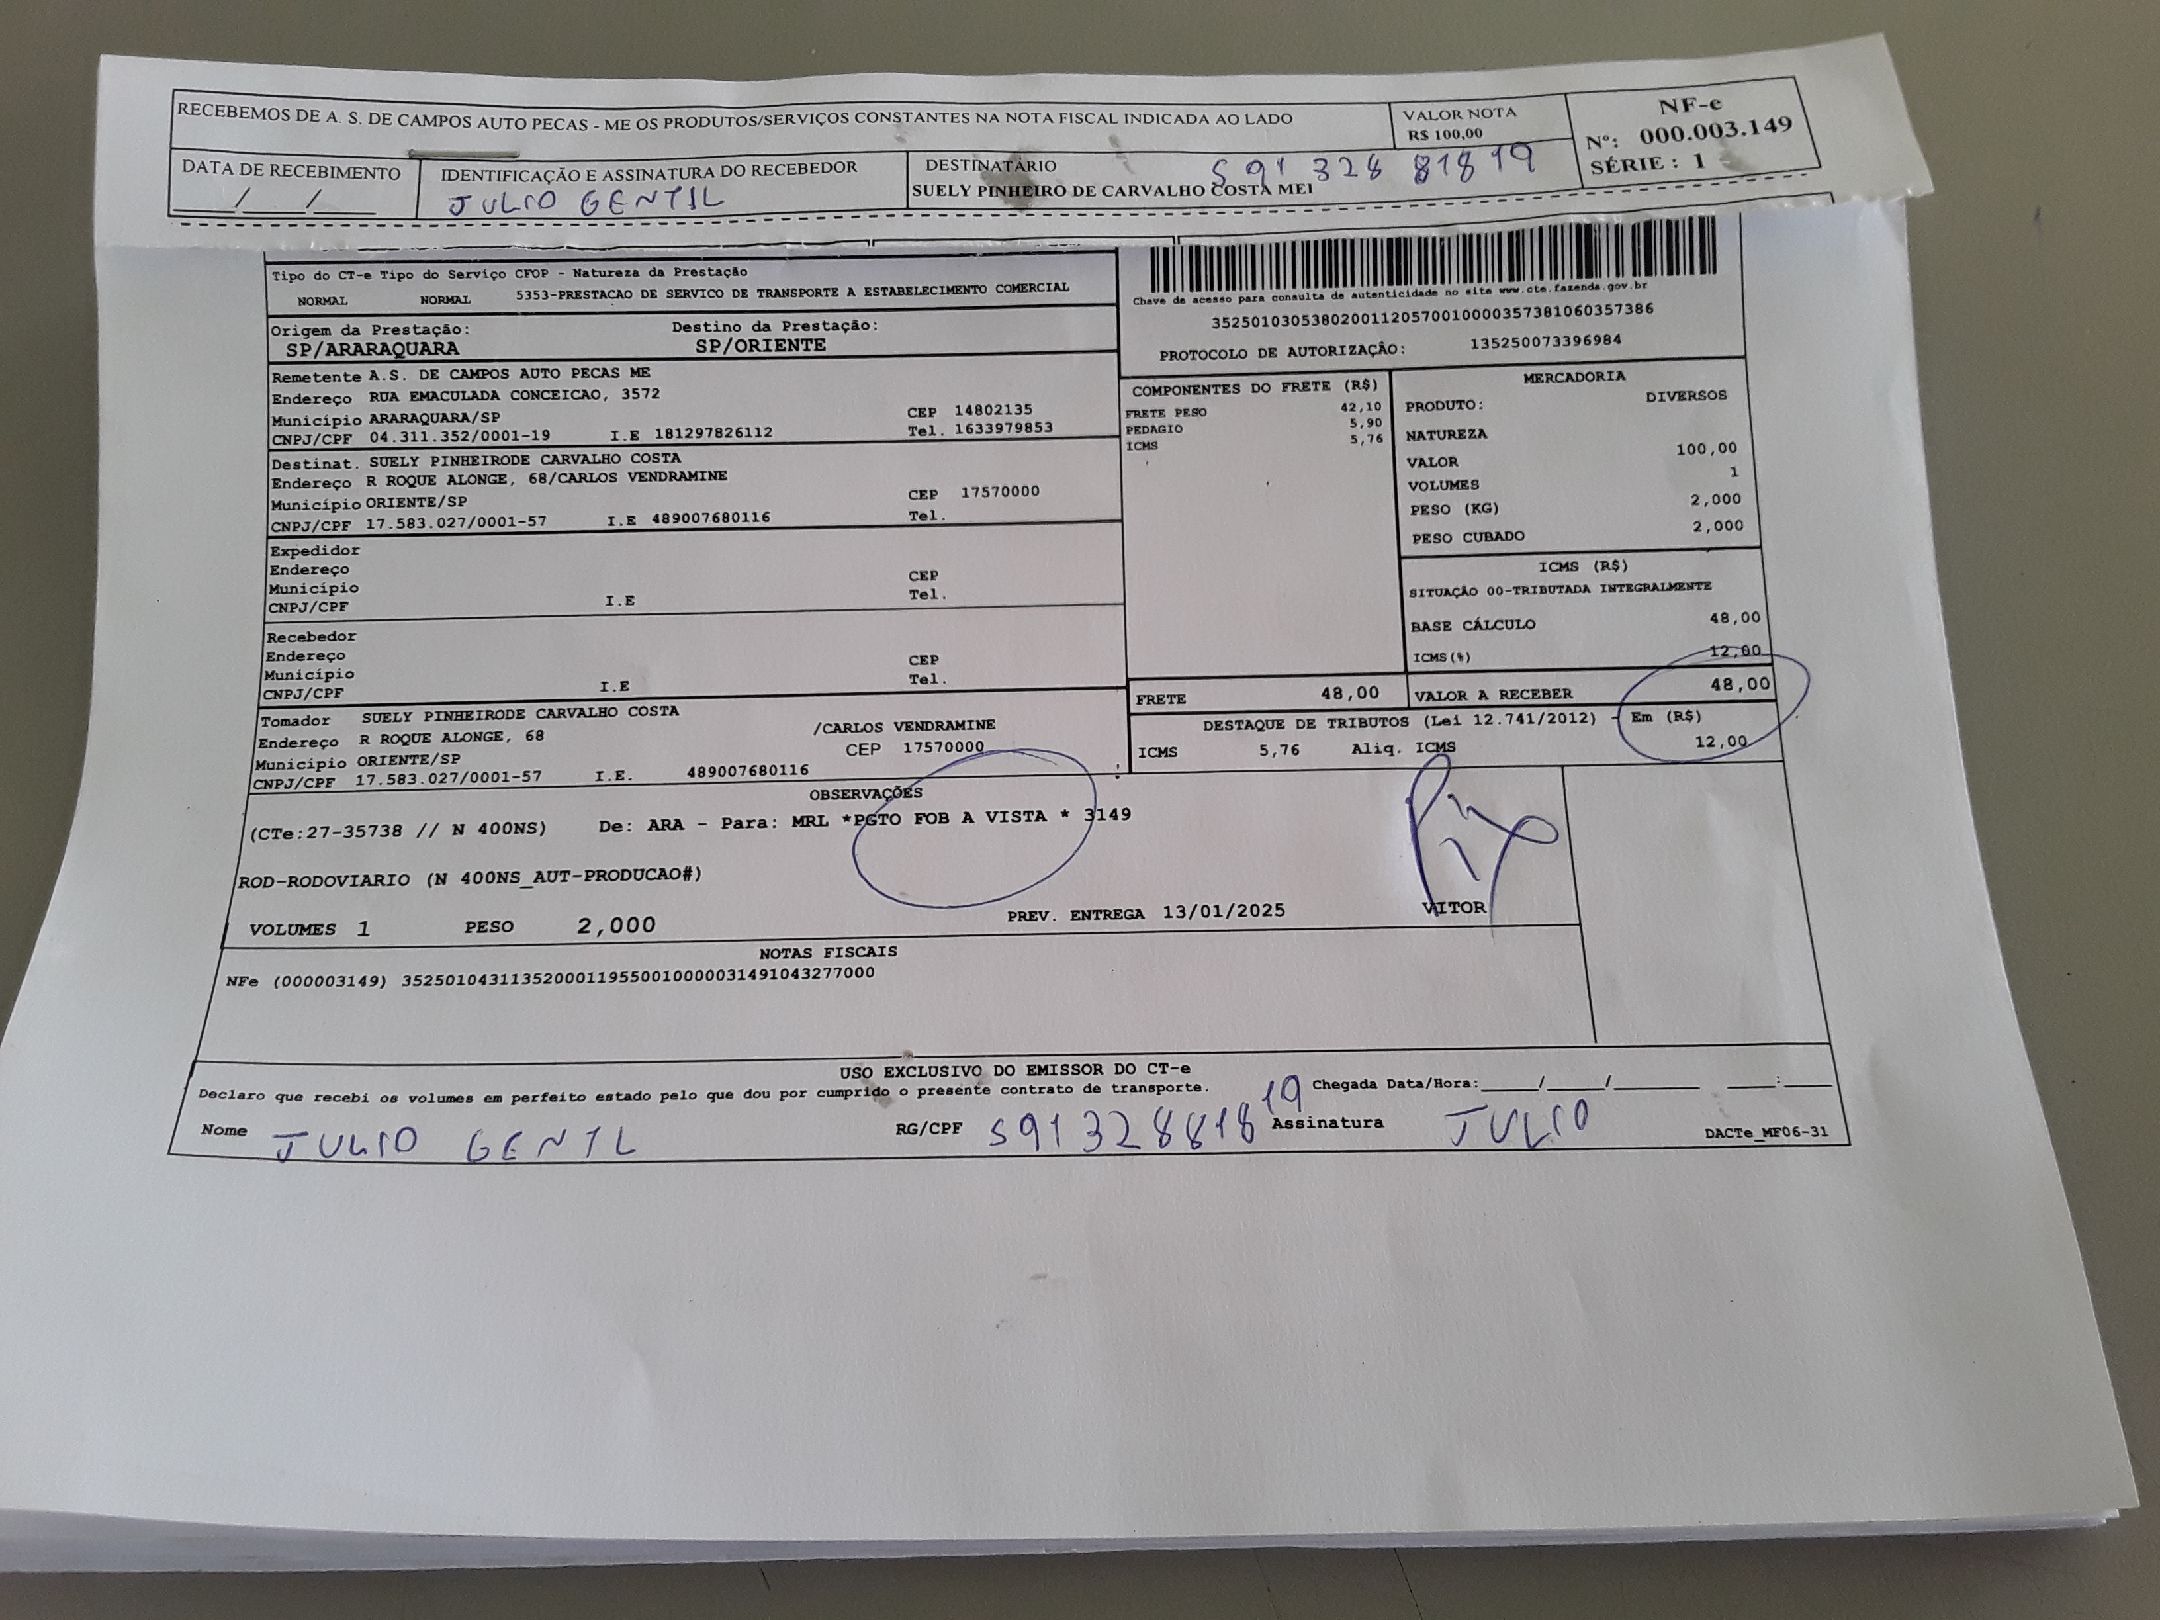 RECEBEMOS DE A. S. DE CAMPOS AUTO PECAS - ME OS PRODUTOS/SERVIÇOS CONSTANTES NA NOTA FISCAL INDICADA AO LADO
VALOR NOTA
R$ 100,00
NF-e
Nº: 000.003.149
SÉRIE : 1
DATA DE RECEBIMENTO
___/___/___
IDENTIFICAÇÃO E ASSINATURA DO RECEBEDOR
JULIO GENTIL
DESTINATÁRIO
591 328 81819
SUELY PINHEIRO DE CARVALHO COSTA MEI
Tipo do CT-e Tipo do Serviço CFOP - Natureza da Prestação
NORMAL NORMAL 5353-PRESTACAO DE SERVICO DE TRANSPORTE A ESTABELECIMENTO COMERCIAL
Origem da Prestação: Destino da Prestação:
SP/ARARAQUARA SP/ORIENTE
Remetente A.S. DE CAMPOS AUTO PECAS ME
Endereço RUA EMACULADA CONCEICAO, 3572
Município ARARAQUARA/SP CEP 14802135
CNPJ/CPF 04.311.352/0001-19 I.E 181297826112 Tel. 1633979853
Destinat. SUELY PINHEIRODE CARVALHO COSTA
Endereço R ROQUE ALONGE, 68/CARLOS VENDRAMINE
Município ORIENTE/SP CEP 17570000
CNPJ/CPF 17.583.027/0001-57 I.E 489007680116 Tel.
Expedidor
Endereço
Município CEP
CNPJ/CPF I.E Tel.
Recebedor
Endereço
Município CEP
CNPJ/CPF I.E Tel.
Tomador SUELY PINHEIRODE CARVALHO COSTA
Endereço R ROQUE ALONGE, 68 /CARLOS VENDRAMINE
Município ORIENTE/SP CEP 17570000
CNPJ/CPF 17.583.027/0001-57 I.E. 489007680116
Chave de acesso para consulta de autenticidade no site www.cte.fazenda.gov.br
35250103053802001120570010000357381060357386
PROTOCOLO DE AUTORIZAÇÃO: 135250073396984
COMPONENTES DO FRETE (R$)
FRETE PESO 42,10
PEDAGIO 5,90
ICMS 5,76
MERCADORIA
PRODUTO: DIVERSOS
NATUREZA
VALOR 100,00
VOLUMES 1
PESO (KG) 2,000
PESO CUBADO 2,000
ICMS (R$)
SITUAÇÃO 00-TRIBUTADA INTEGRALMENTE
BASE CÁLCULO 48,00
ICMS(%) 12,00
FRETE 48,00 VALOR A RECEBER 48,00
DESTAQUE DE TRIBUTOS (Lei 12.741/2012) - Em (R$)
ICMS 5,76 Aliq. ICMS 12,00
OBSERVAÇÕES
(CTe:27-35738 // N 400NS) De: ARA - Para: MRL *PGTO FOB A VISTA * 3149
Pix
ROD-RODOVIARIO (N 400NS_AUT-PRODUCAO#)
VOLUMES 1 PESO 2,000 PREV. ENTREGA 13/01/2025 VITOR
NOTAS FISCAIS
NFe (000003149) 35250104311352000119550010000031491043277000
USO EXCLUSIVO DO EMISSOR DO CT-e
Declaro que recebi os volumes em perfeito estado pelo que dou por cumprido o presente contrato de transporte. Chegada Data/Hora:____/____/______ ___:___
Nome JULIO GENIL RG/CPF 59132881819 Assinatura JULIO DACTe_MF06-31